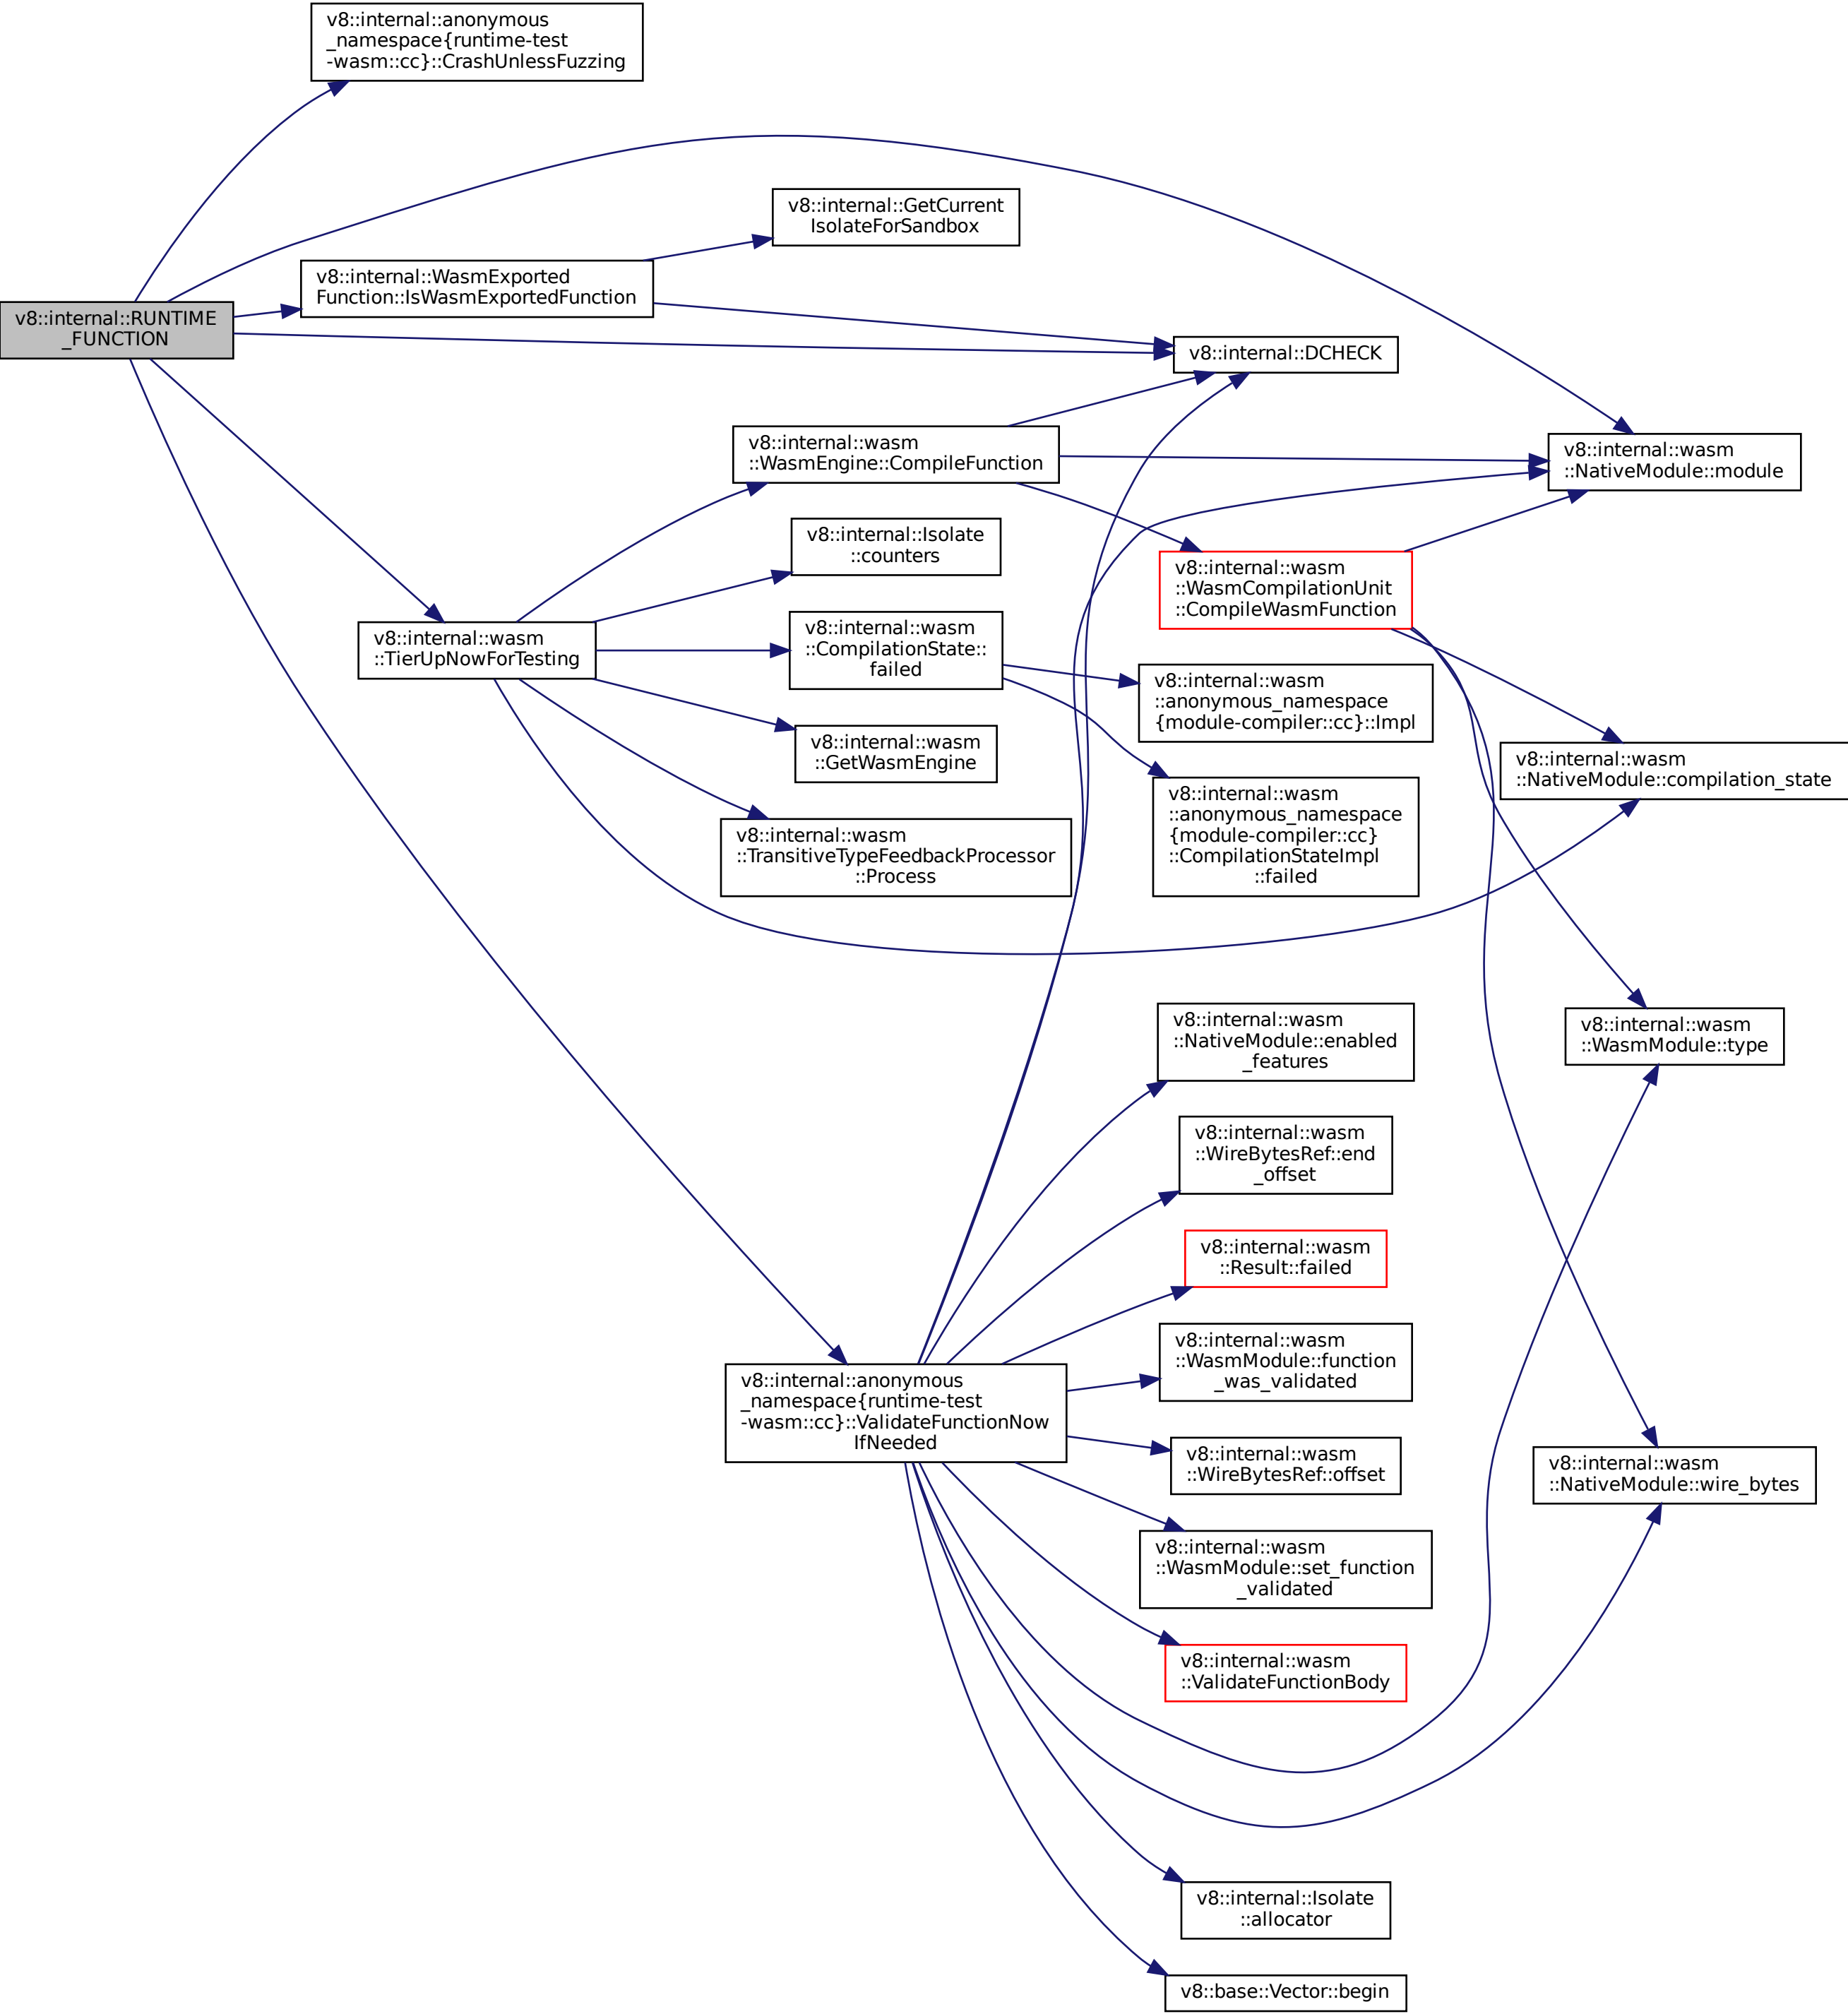 v8::internal::anonymous
_namespace{runtime-test
-wasm::cc}::CrashUnlessFuzzing
v8::internal::GetCurrent
IsolateForSandbox
v8::internal::WasmExported
Function::IsWasmExportedFunction
v8::internal::RUNTIME
_FUNCTION
v8::internal::DCHECK
v8::internal::wasm
::WasmEngine::CompileFunction
v8::internal::wasm
::NativeModule::module
v8::internal::Isolate
::counters
v8::internal::wasm
::WasmCompilationUnit
::CompileWasmFunction
v8::internal::wasm
::TierUpNowForTesting
v8::internal::wasm
::CompilationState::
failed
v8::internal::wasm
::anonymous_namespace
{module-compiler::cc}::Impl
v8::internal::wasm
::GetWasmEngine
v8::internal::wasm
::NativeModule::compilation_state
v8::internal::wasm
::anonymous_namespace
{module-compiler::cc}
::CompilationStateImpl
::failed
v8::internal::wasm
::TransitiveTypeFeedbackProcessor
::Process
v8::internal::wasm
::NativeModule::enabled
_features
v8::internal::wasm
::WasmModule::type
v8::internal::wasm
::WireBytesRef::end
_offset
v8::internal::wasm
::Result::failed
v8::internal::wasm
::WasmModule::function
_was_validated
v8::internal::anonymous
_namespace{runtime-test
-wasm::cc}::ValidateFunctionNow
IfNeeded
v8::internal::wasm
::WireBytesRef::offset
v8::internal::wasm
::NativeModule::wire_bytes
v8::internal::wasm
::WasmModule::set_function
_validated
v8::internal::wasm
::ValidateFunctionBody
v8::internal::Isolate
::allocator
v8::base::Vector::begin